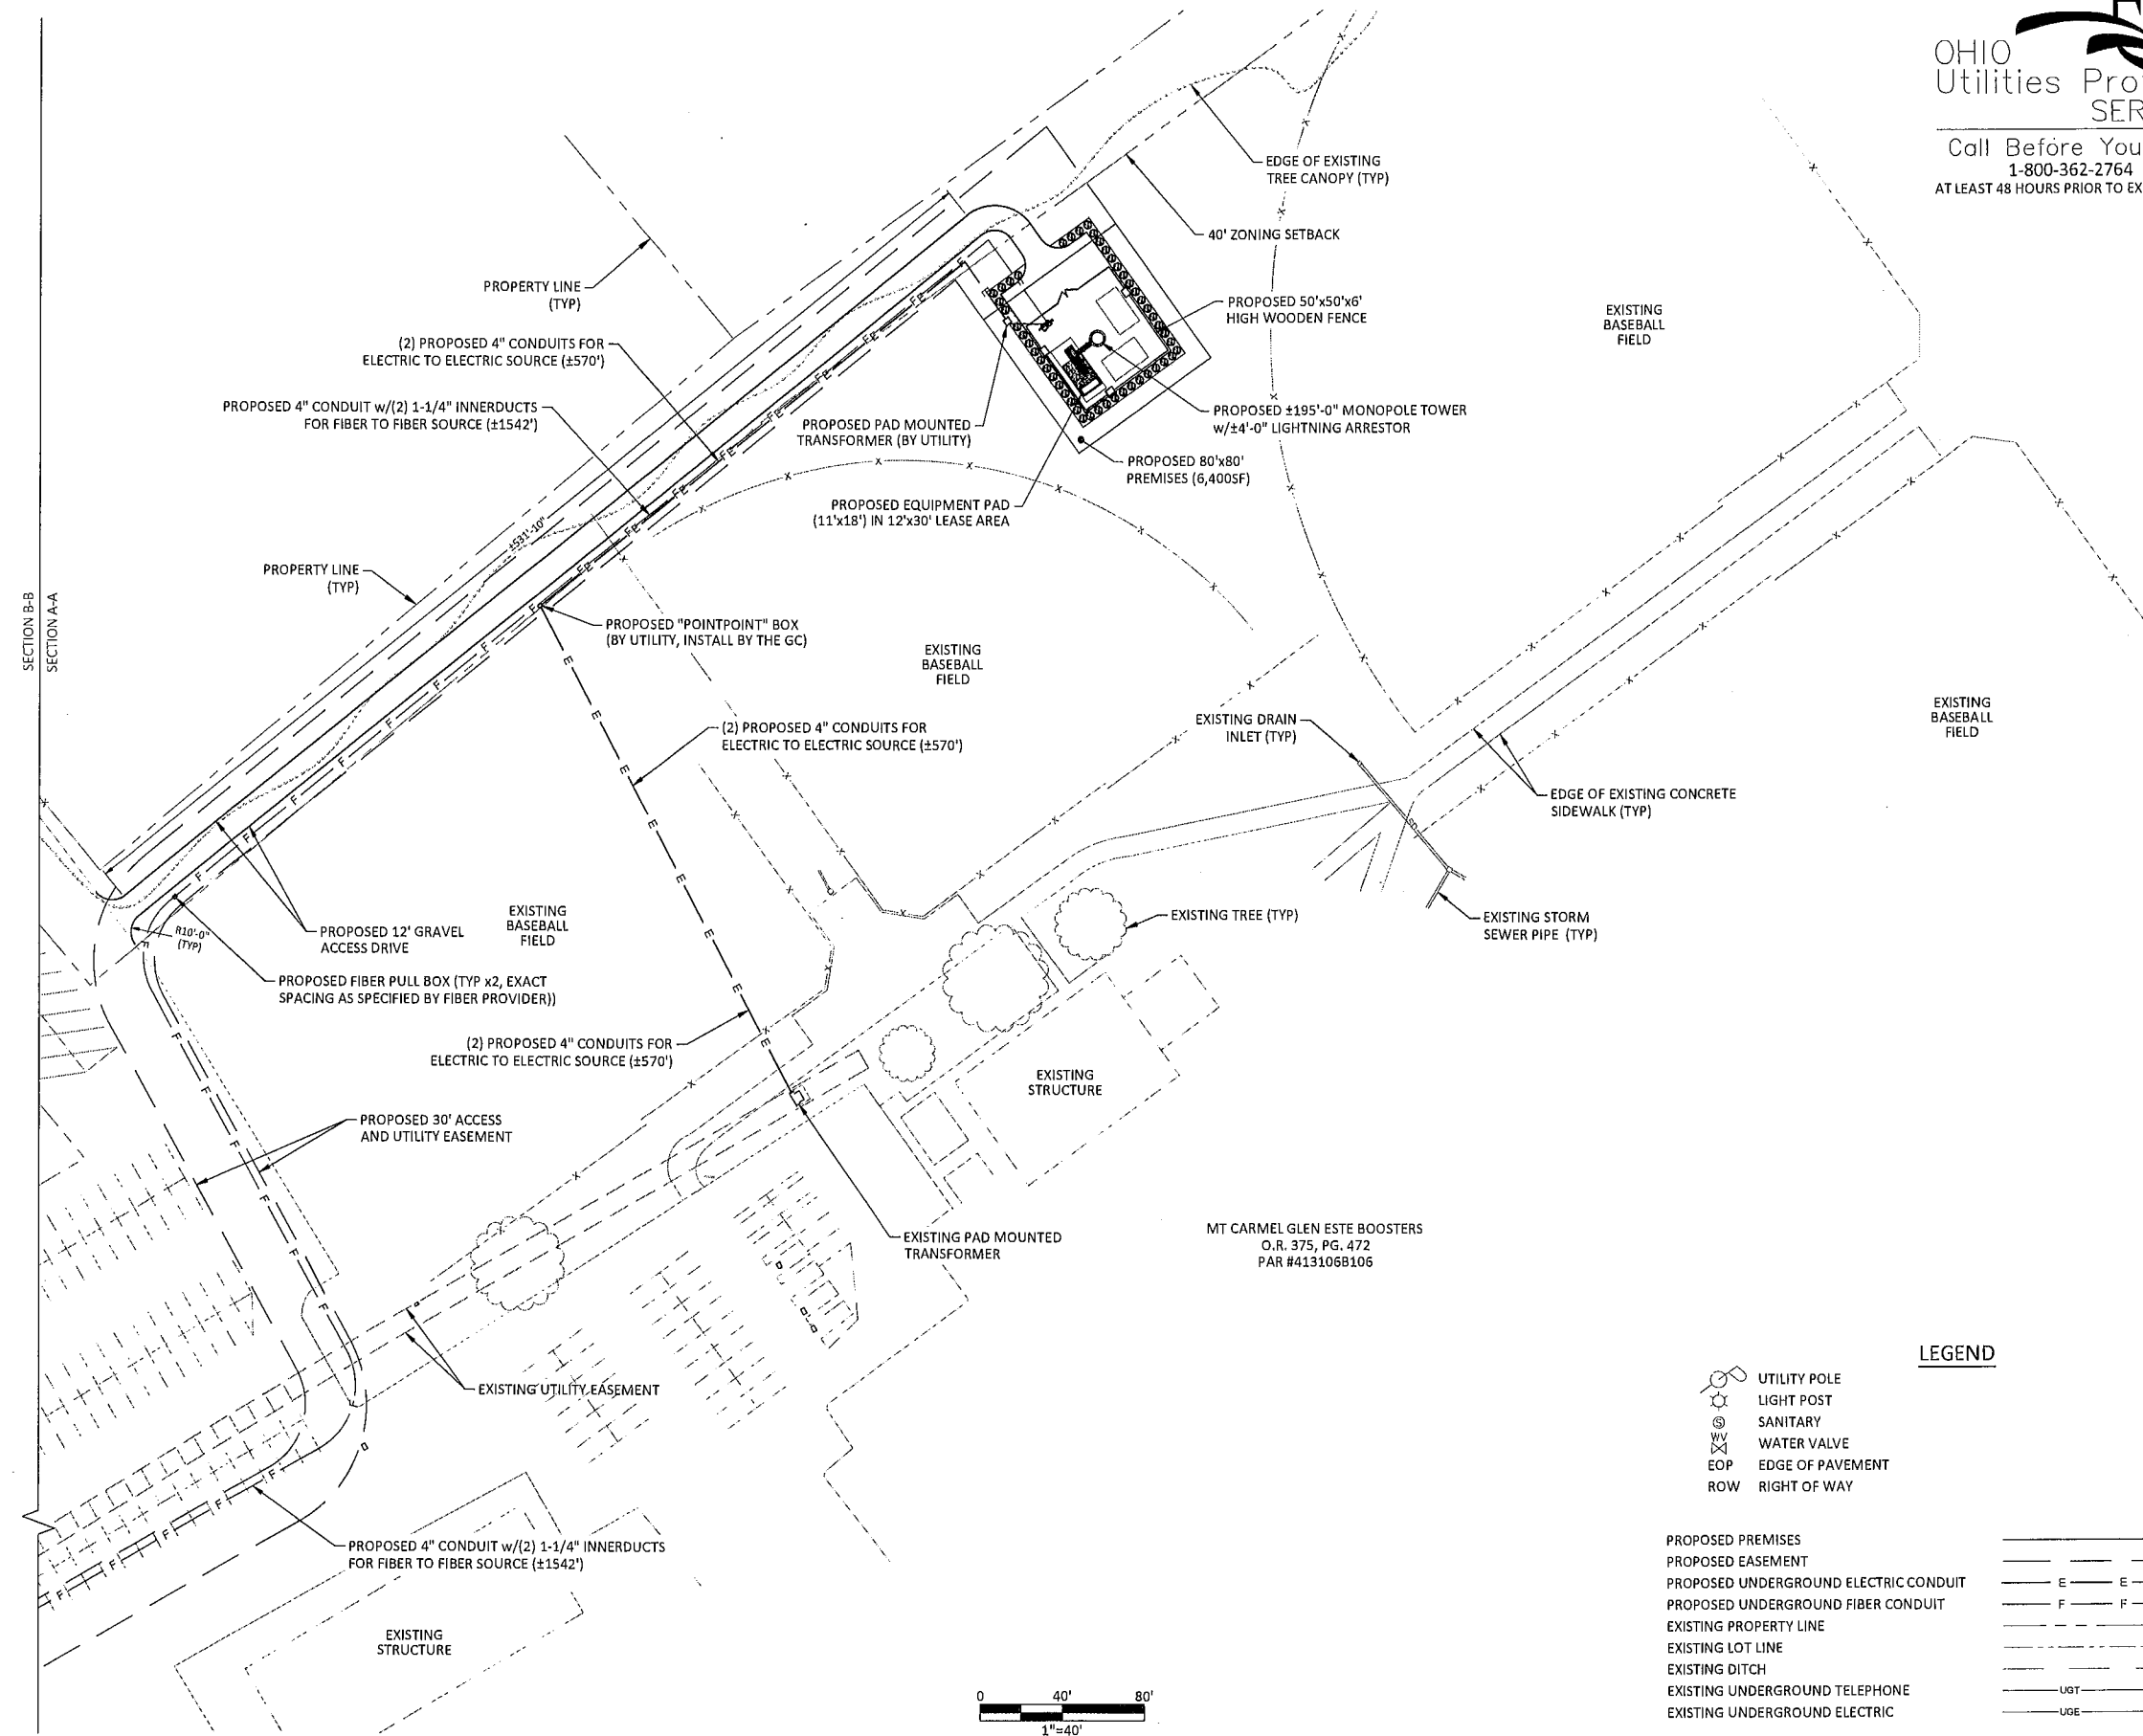 OHIO
Utilities
SER
Call Before You
1-800-362-2764
AT LEAST 48 HOURS PRIOR TO EX
EDGE OF EXISTING
TREE CANOPY (TYP)
40' ZONING SETBACK
PROPERTY LINE
(TYP)
(2) PROPOSED 4" CONDUITS FOR
ELECTRIC TO ELECTRIC SOURCE (±570')
PROPOSED 4" CONDUIT w/(2) 1-1/4" INNERDUCTS
FOR FIBER TO FIBER SOURCE (±1542')
PROPOSED 50'x50'x6'
HIGH WOODEN FENCE
EXISTING
BASEBALL
FIELD
PROPOSED PAD MOUNTED
TRANSFORMER (BY UTILITY)
PROPOSED ±195'-0" MONOPOLE TOWER
w/±4'-0" LIGHTNING ARRESTOR
PROPOSED 80'x80'
PREMISES (6,400SF)
PROPOSED EQUIPMENT PAD
(11'x18') IN 12'x30' LEASE AREA
±531'-10"
PROPERTY LINE
(TYP)
SECTION B-B
SECTION A-A
PROPOSED "POINTPOINT" BOX
(BY UTILITY, INSTALL BY THE GC)
EXISTING
BASEBALL
FIELD
(2) PROPOSED 4" CONDUITS FOR
ELECTRIC TO ELECTRIC SOURCE (±570')
EXISTING DRAIN
INLET (TYP)
EXISTING
BASEBALL
FIELD
EDGE OF EXISTING CONCRETE
SIDEWALK (TYP)
SD
EXISTING TREE (TYP)
EXISTING STORM
SEWER PIPE (TYP)
R10'-0"
(TYP)
PROPOSED 12' GRAVEL
ACCESS DRIVE
EXISTING
BASEBALL
FIELD
PROPOSED FIBER PULL BOX (TYP x2, EXACT
SPACING AS SPECIFIED BY FIBER PROVIDER))
(2) PROPOSED 4" CONDUITS FOR
ELECTRIC TO ELECTRIC SOURCE (±570')
EXISTING
STRUCTURE
PROPOSED 30' ACCESS
AND UTILITY EASEMENT
EXISTING PAD MOUNTED
TRANSFORMER
MT CARMEL GLEN ESTE BOOSTERS
O.R. 375, PG. 472
PAR #413106B106
EXISTING UTILITY EASEMENT
PROPOSED 4" CONDUIT w/(2) 1-1/4" INNERDUCTS
FOR FIBER TO FIBER SOURCE (±1542')
EXISTING
STRUCTURE
LEGEND
UTILITY POLE
LIGHT POST
S SANITARY
WV WATER VALVE
EOP EDGE OF PAVEMENT
ROW RIGHT OF WAY
PROPOSED PREMISES
PROPOSED EASEMENT
PROPOSED UNDERGROUND ELECTRIC CONDUIT E E
PROPOSED UNDERGROUND FIBER CONDUIT F F
EXISTING PROPERTY LINE
EXISTING LOT LINE
EXISTING DITCH
EXISTING UNDERGROUND TELEPHONE UGT
EXISTING UNDERGROUND ELECTRIC UGE
0 40' 80'
1"=40'